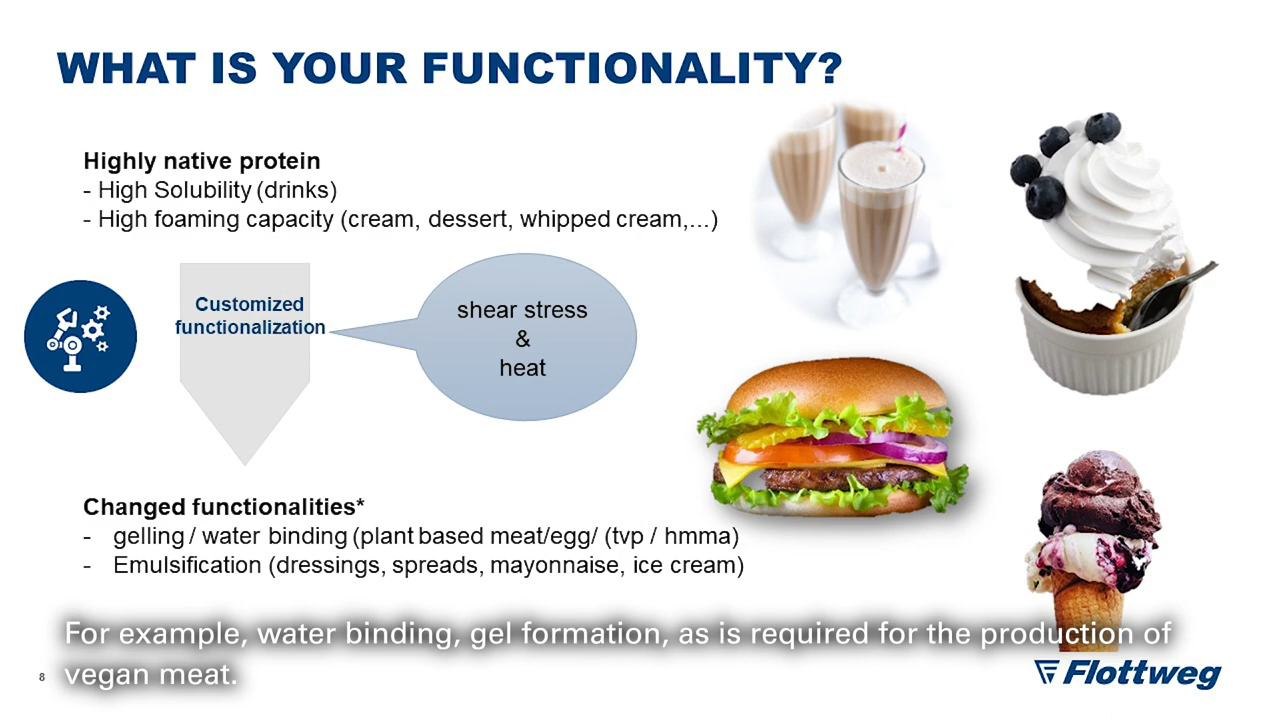 WHAT IS YOUR FUNCTIONALITY?
Highly native protein
- High Solubility (drinks)
- High foaming capacity (cream, dessert, whipped cream,...)
Customized
functionalization
shear stress
&
heat
Changed functionalities*
- gelling / water binding (plant based meat/egg/ (tvp / hmma)
- Emulsification (dressings, spreads, mayonnaise, ice cream)
For example, water binding, gel formation, as is required for the production of
vegan meat.
8
Flottweg